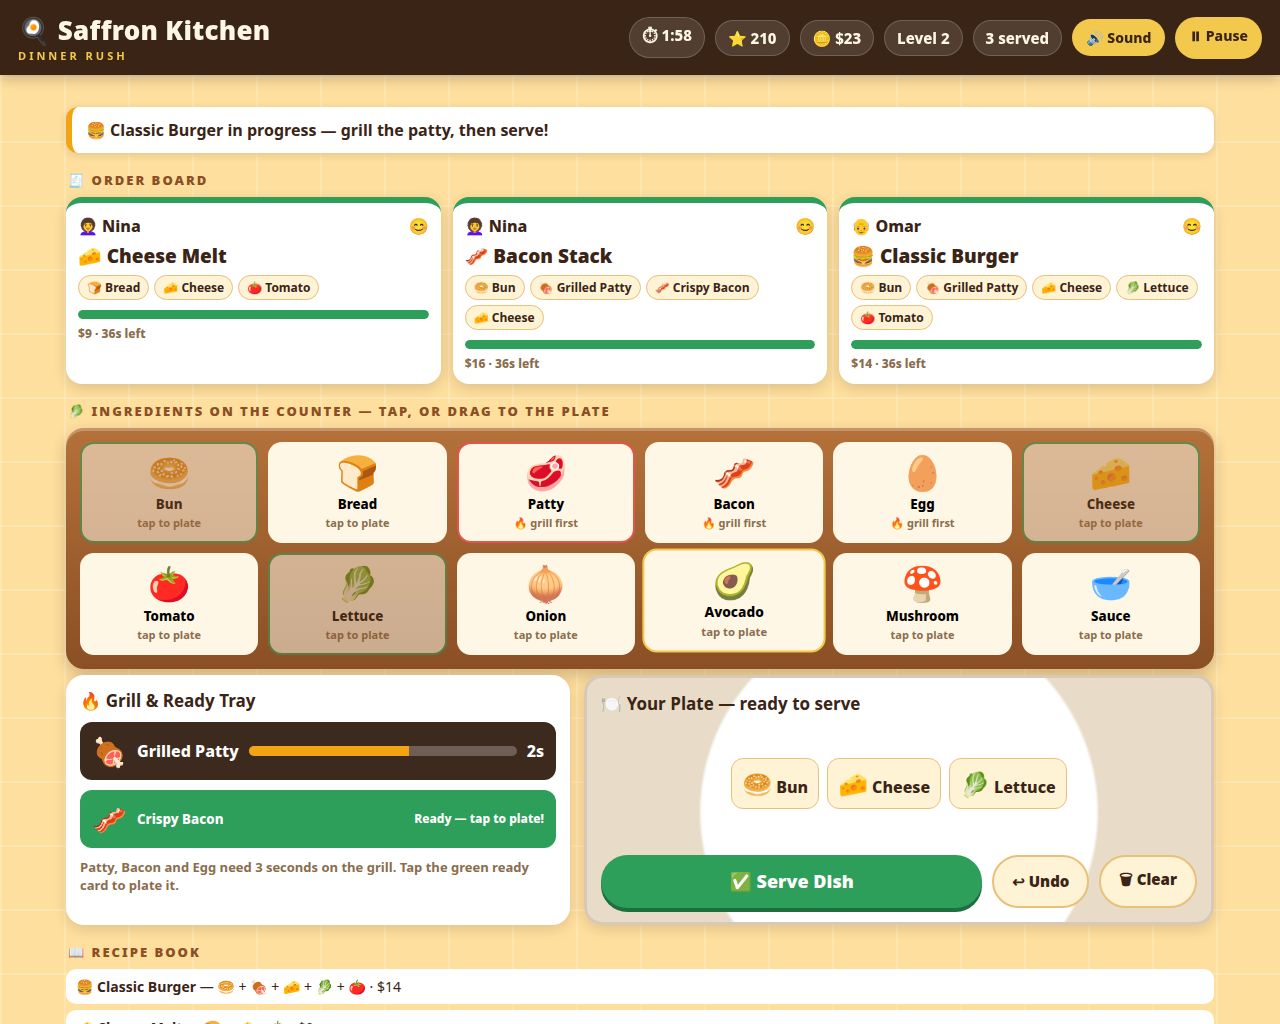 Saffron Kitchen
DINNER RUSH
1:58
210
$23
Level 2
3 served
Sound
Pause
Classic Burger in progress — grill the patty, then serve!
ORDER BOARD
Nina
Cheese Melt
Bread
Cheese
Tomato
$9 · 36s left
Nina
Bacon Stack
Bun
Grilled Patty
Crispy Bacon
Cheese
$16 · 36s left
Omar
Classic Burger
Bun
Grilled Patty
Cheese
Lettuce
Tomato
$14 · 36s left
INGREDIENTS ON THE COUNTER — TAP, OR DRAG TO THE PLATE
Bun
tap to plate
Bread
tap to plate
Patty
grill first
Bacon
grill first
Egg
grill first
Cheese
tap to plate
Tomato
tap to plate
Lettuce
tap to plate
Onion
tap to plate
Avocado
tap to plate
Mushroom
tap to plate
Sauce
tap to plate
Grill & Ready Tray
Grilled Patty
2s
Crispy Bacon
Ready — tap to plate!
Patty, Bacon and Egg need 3 seconds on the grill. Tap the green ready
card to plate it.
Your Plate — ready to serve
Bun
Cheese
Lettuce
Serve Dish
Undo
Clear
RECIPE BOOK
Classic Burger — + + + + · $14